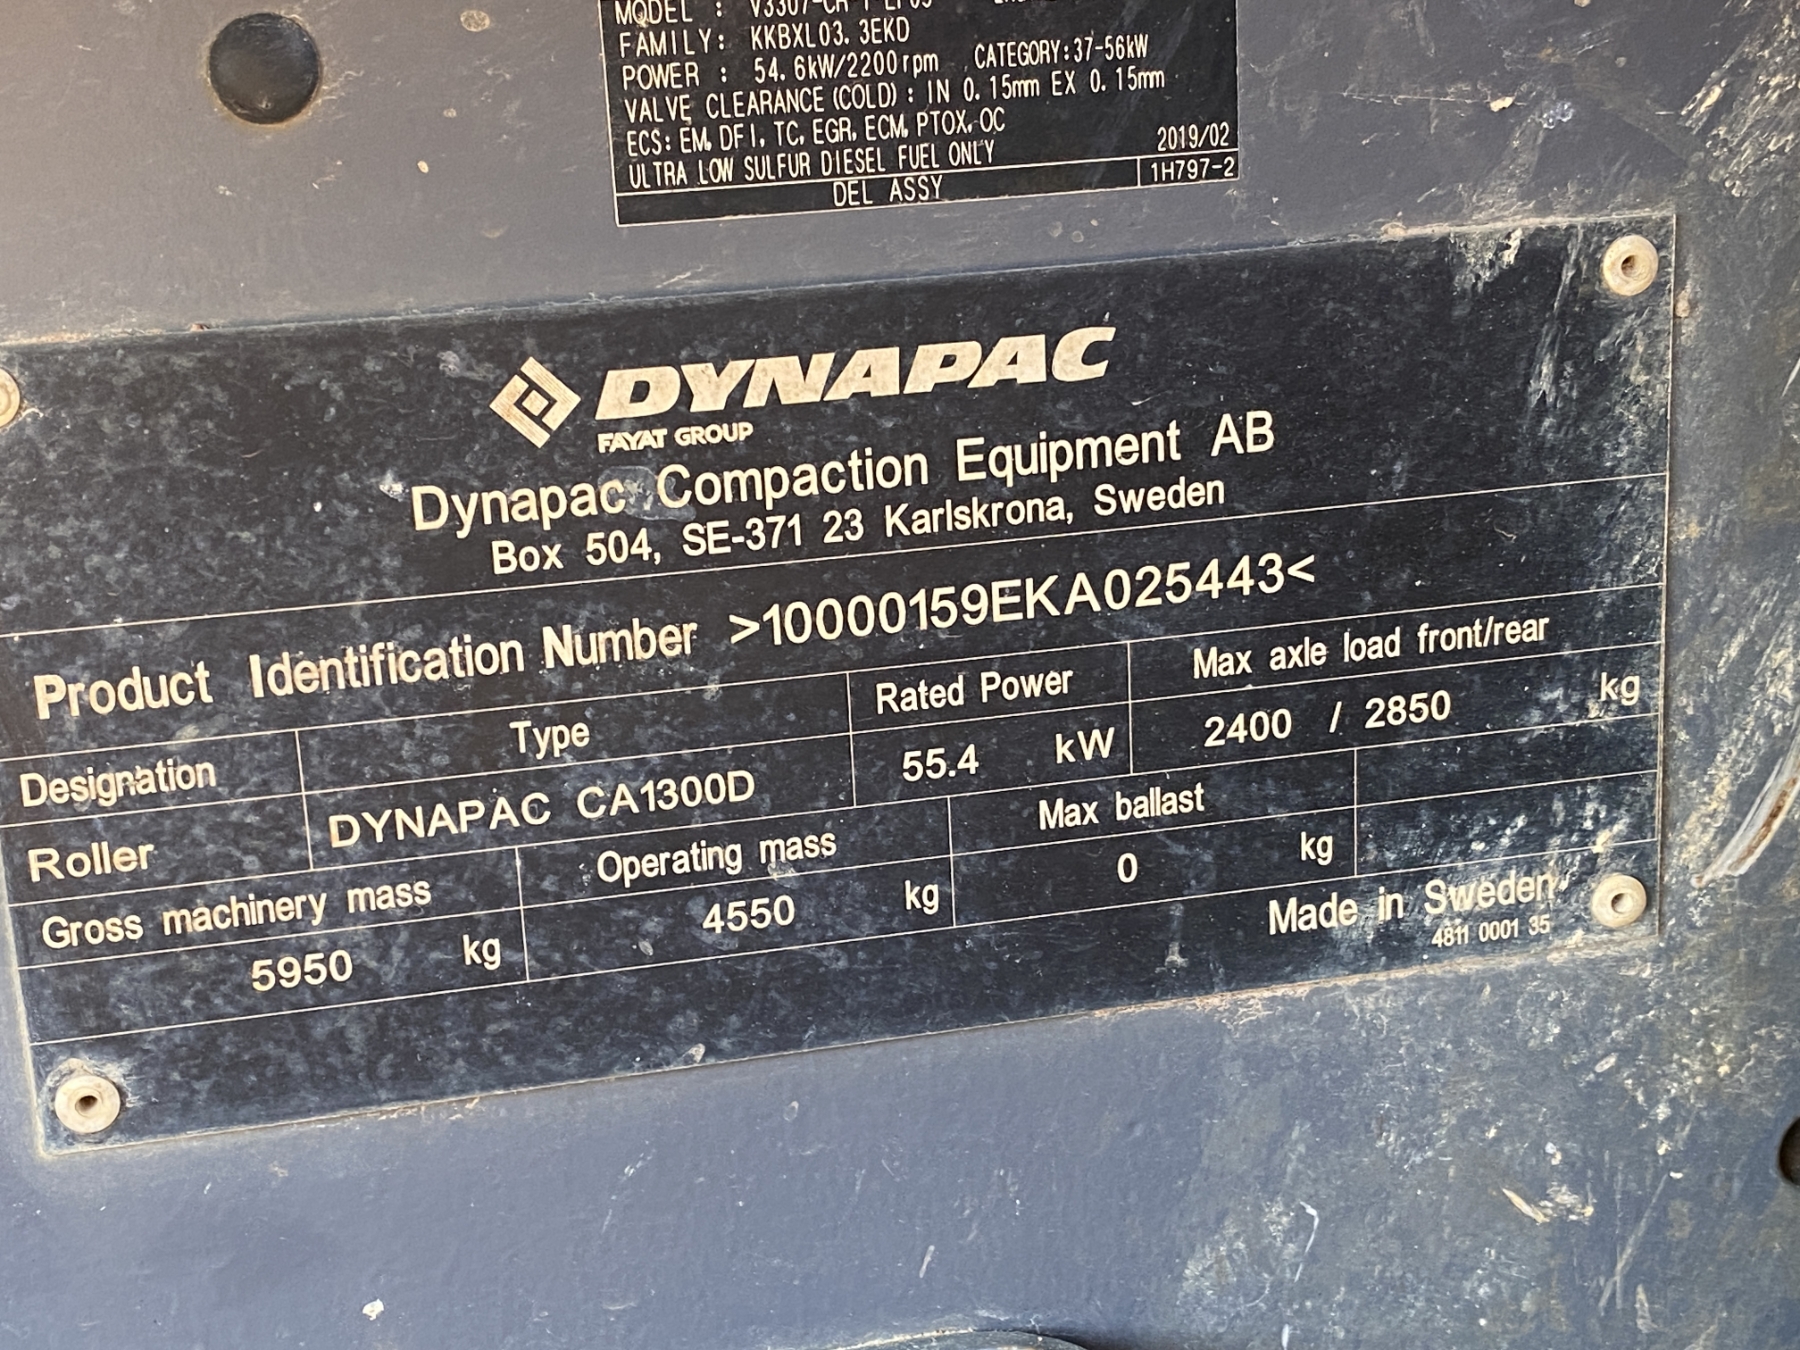 MODEL :
FAMILY: KKBXL03. 3EKD
POWER : 54. 6kW/2200rpm CATEGORY:37-56kW
VALVE CLEARANCE (COLD) : IN 0. 15mm EX 0. 15mm
ECS: EM, DFI, TC, EGR, ECM, PTOX, OC
ULTRA LOW SULFUR DIESEL FUEL ONLY 2019/02
DEL ASSY 1H797-2
DYNAPAC
FAYAT GROUP
Dynapac Compaction Equipment AB
Box 504, SE-371 23 Karlskrona, Sweden
Product Identification Number >10000159EKA025443<
Designation Type Rated Power Max axle load front/rear
Roller DYNAPAC CA1300D 55.4 kW 2400 / 2850 kg
Gross machinery mass Operating mass Max ballast
5950 kg 4550 kg 0 kg
Made in Sweden
4811 0001 35